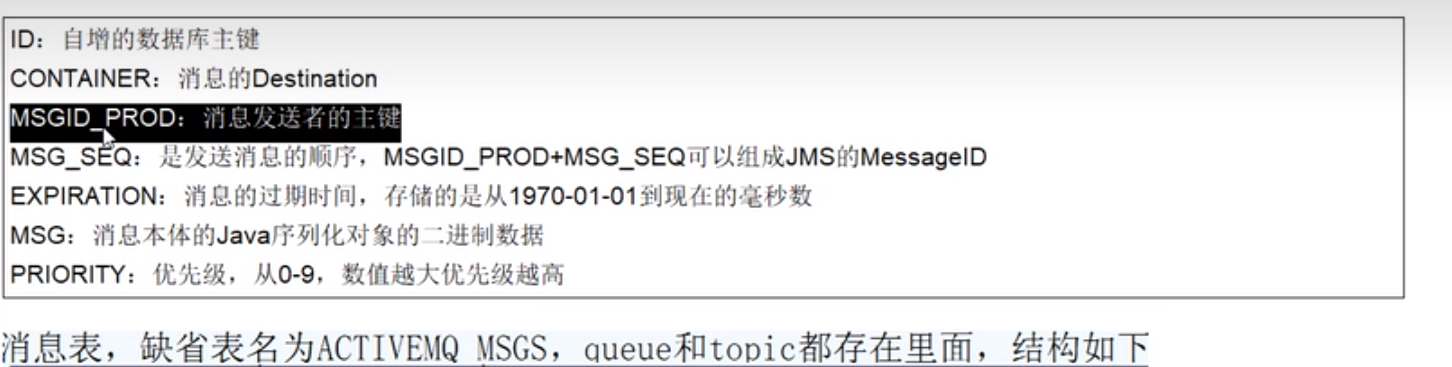 ID：自增的数据库主键
CONTAINER：消息的Destination
MSGID_PROD：消息发送者的主键
MSG_SEQ：是发送消息的顺序，MSGID_PROD+MSG_SEQ可以组成JMS的MessageID
EXPIRATION：消息的过期时间，存储的是从1970-01-01到现在的毫秒数
MSG：消息本体的Java序列化对象的二进制数据
PRIORITY：优先级，从0-9，数值越大优先级越高
消息表，缺省表名为ACTIVEMQ_MSGS，queue和topic都存在里面，结构如下